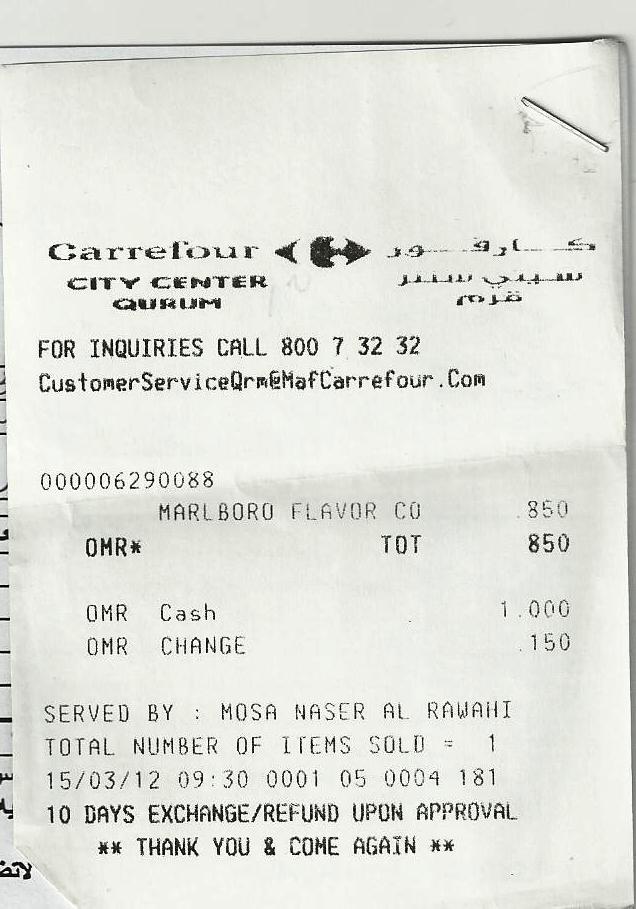 Carrefour كارفور
CITY CENTER سيتي سنتر
QURUM قرم
FOR INQUIRIES CALL 800 7 32 32
CustomerServiceQrm@MafCarrefour.Com
000006290088
MARLBORO FLAVOR CO .850
OMR* TOT 850
OMR Cash 1.000
OMR CHANGE .150
SERVED BY : MOSA NASER AL RAWAHI
TOTAL NUMBER OF ITEMS SOLD = 1
15/03/12 09:30 0001 05 0004 181
10 DAYS EXCHANGE/REFUND UPON APPROVAL
** THANK YOU & COME AGAIN **